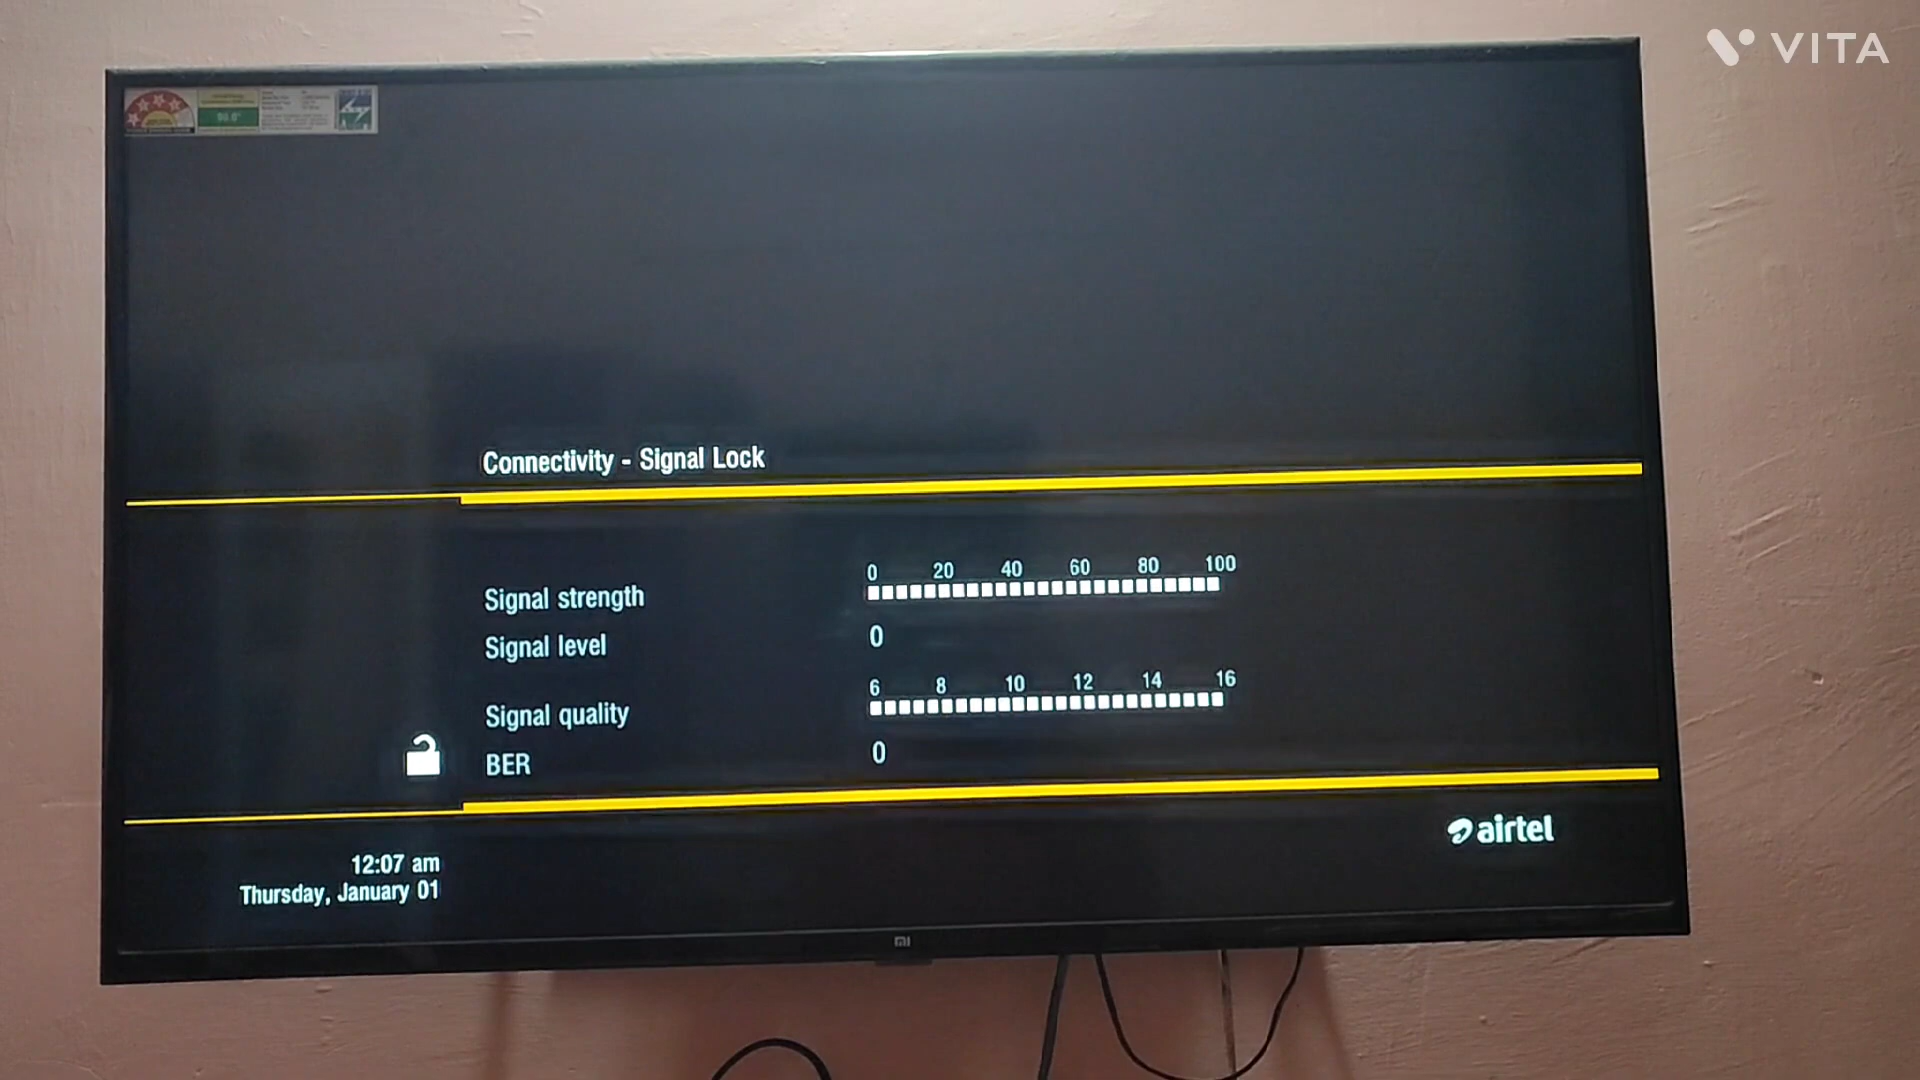 VITA
Connectivity - Signal Lock
0 20 40 60 80 100
Signal strength
Signal level 0
6 8 10 12 14 16
Signal quality
BER 0
airtel
12:07 am
Thursday, January 01
mi